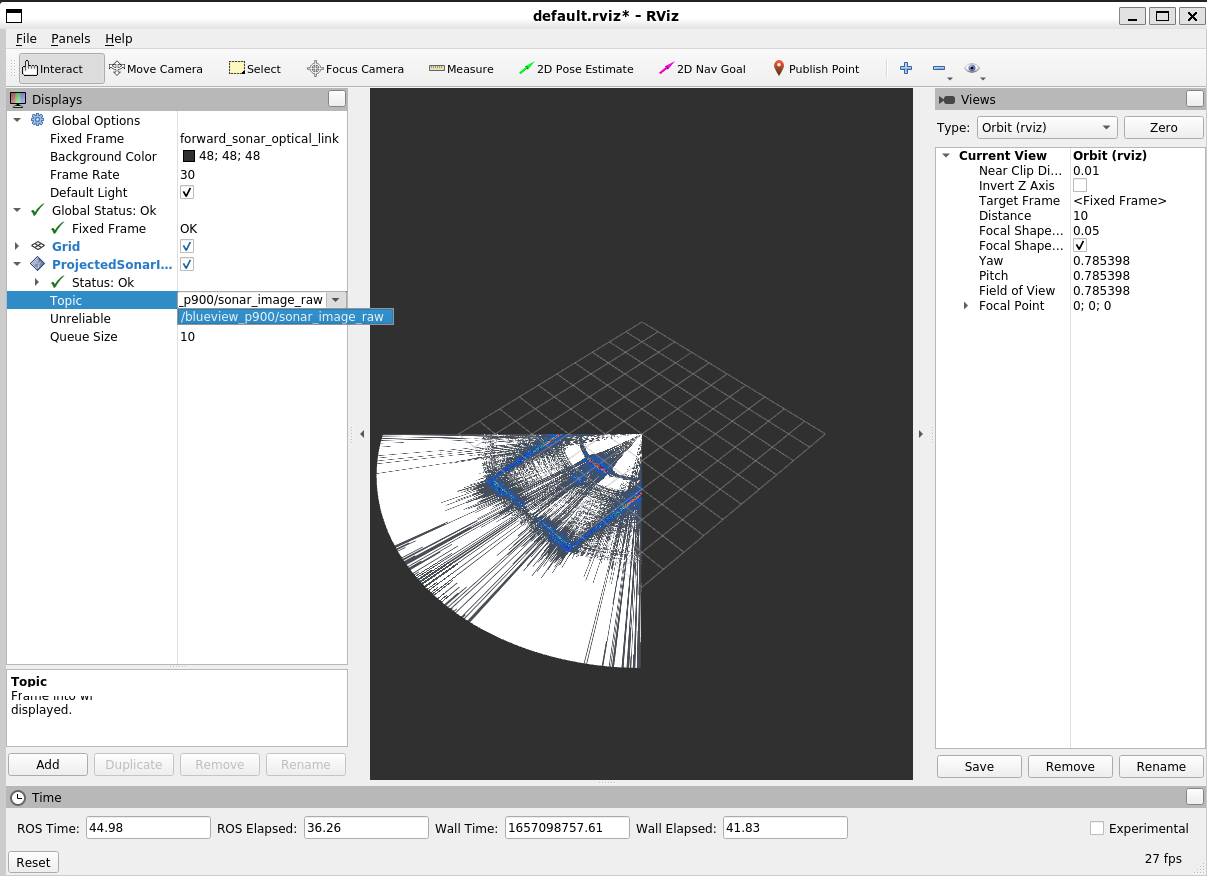 default.rviz* - RViz
File Panels Help
Interact Move Camera Select Focus Camera Measure 2D Pose Estimate 2D Nav Goal Publish Point
Displays
Global Options
Fixed Frame forward_sonar_optical_link
Background Color 48; 48; 48
Frame Rate 30
Default Light
Global Status: Ok
Fixed Frame OK
Grid
ProjectedSonarI...
Status: Ok
Topic _p900/sonar_image_raw
/blueview_p900/sonar_image_raw
Unreliable
Queue Size 10
Topic
Frame into wh
displayed.
Add Duplicate Remove Rename
Views
Type: Orbit (rviz) Zero
Current View Orbit (rviz)
Near Clip Di... 0.01
Invert Z Axis
Target Frame <Fixed Frame>
Distance 10
Focal Shape... 0.05
Focal Shape...
Yaw 0.785398
Pitch 0.785398
Field of View 0.785398
Focal Point 0; 0; 0
Save Remove Rename
Time
ROS Time: 44.98 ROS Elapsed: 36.26 Wall Time: 1657098757.61 Wall Elapsed: 41.83 Experimental
Reset 27 fps